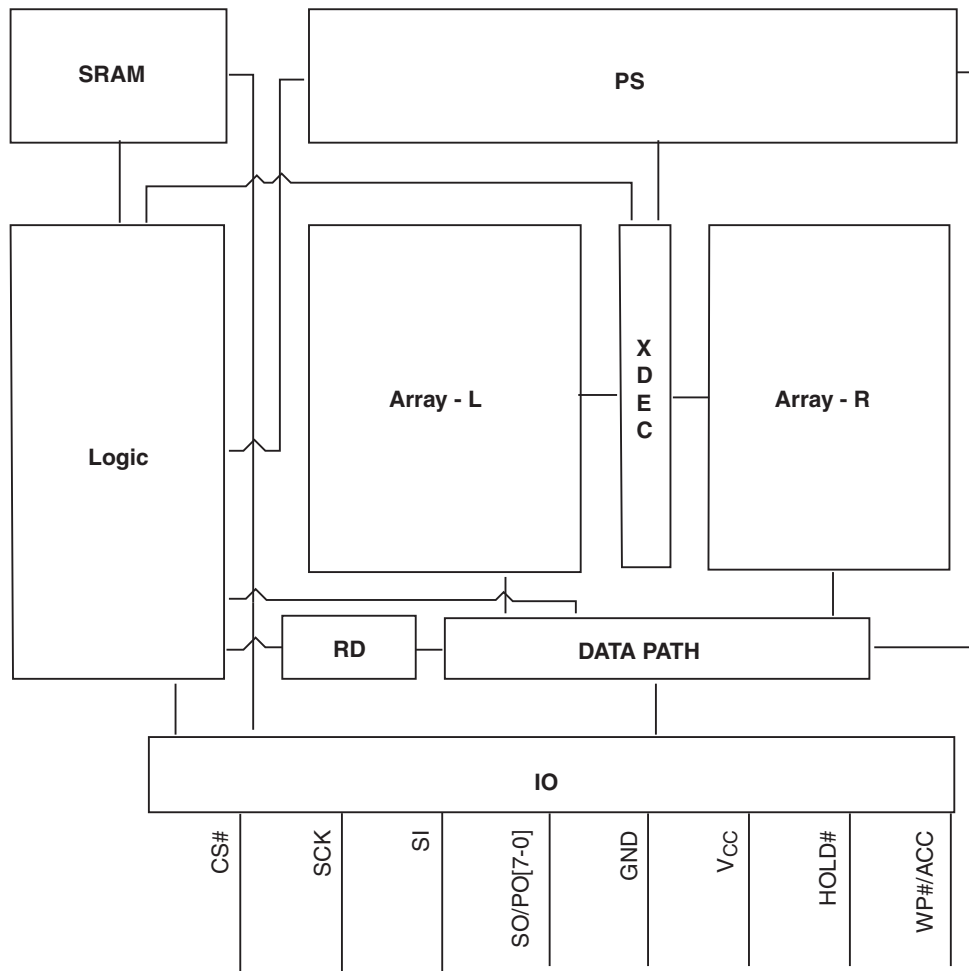 SRAM
PS
Logic
Array - L
X
D
E
C
Array - R
RD
DATA PATH
IO
CS#
SCK
SI
SO/PO[7-0]
GND
VCC
HOLD#
WP#/ACC